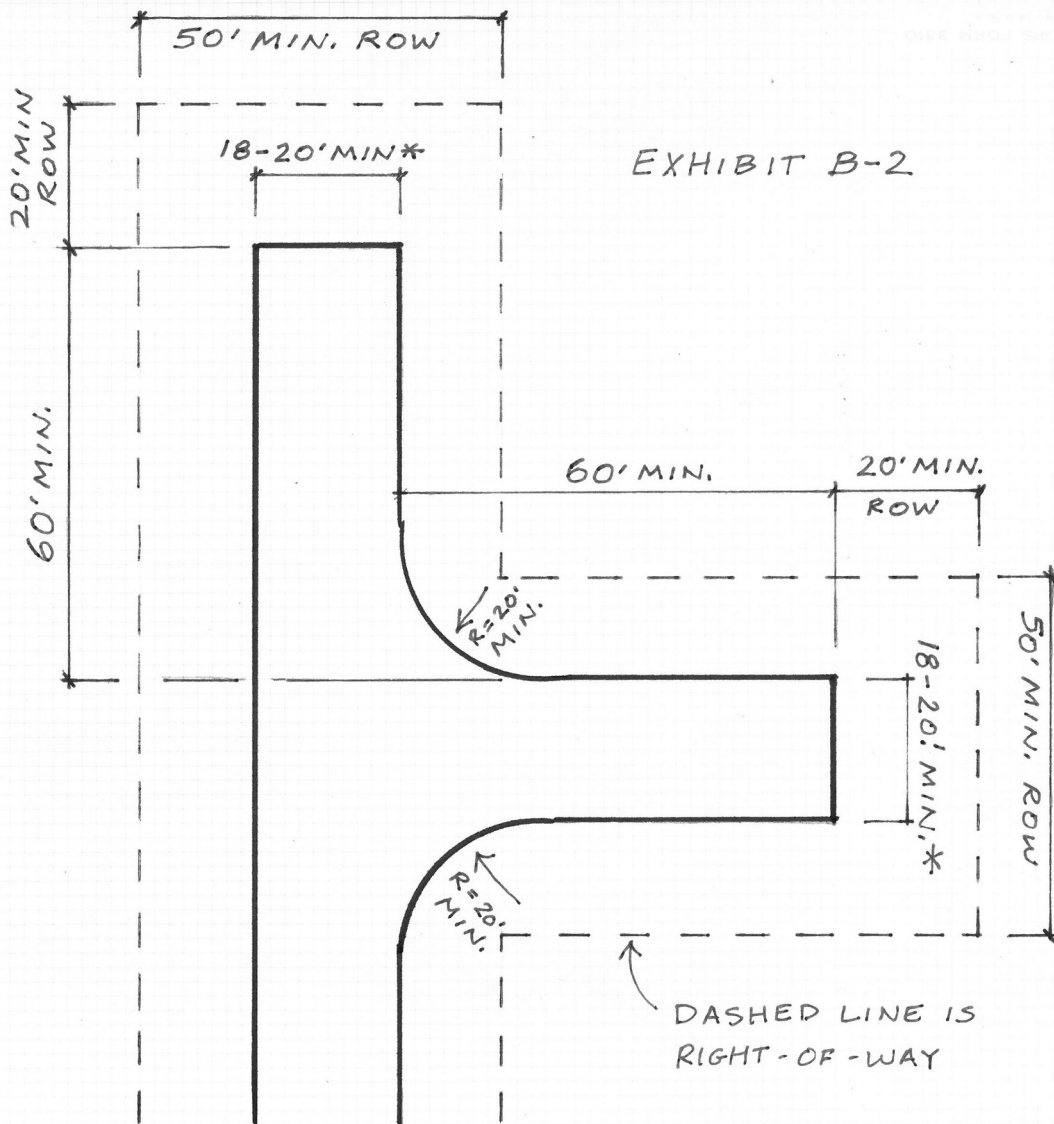 50' MIN. ROW
20' MIN
ROW
18-20' MIN*
EXHIBIT B-2
60' MIN.
60' MIN.
20' MIN.
ROW
R=20'
MIN.
18-20' MIN.*
50' MIN. ROW
R=20'
MIN.
DASHED LINE IS
RIGHT-OF-WAY